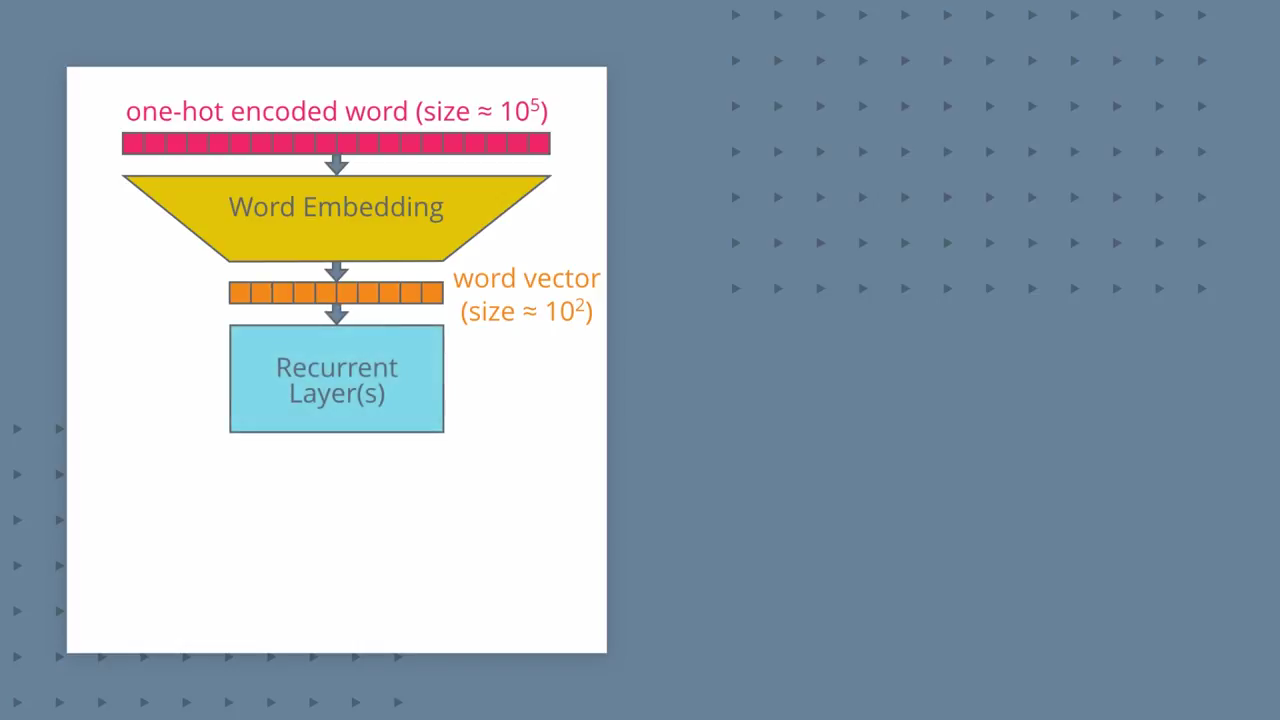 one-hot encoded word (size ≈ 10⁵)
Word Embedding
word vector
(size ≈ 10²)
Recurrent
Layer(s)